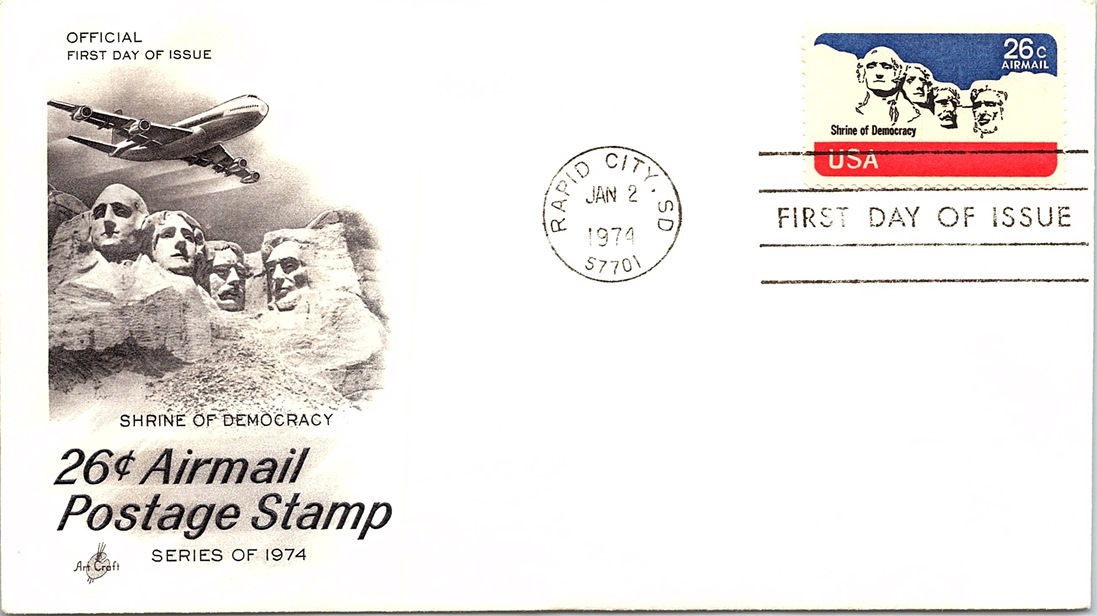 OFFICIAL
FIRST DAY OF ISSUE
SHRINE OF DEMOCRACY
26¢ Airmail
Postage Stamp
SERIES OF 1974
Art Craft
RAPID CITY, SD
JAN 2
1974
57701
26c
AIRMAIL
Shrine of Democracy
USA
FIRST DAY OF ISSUE